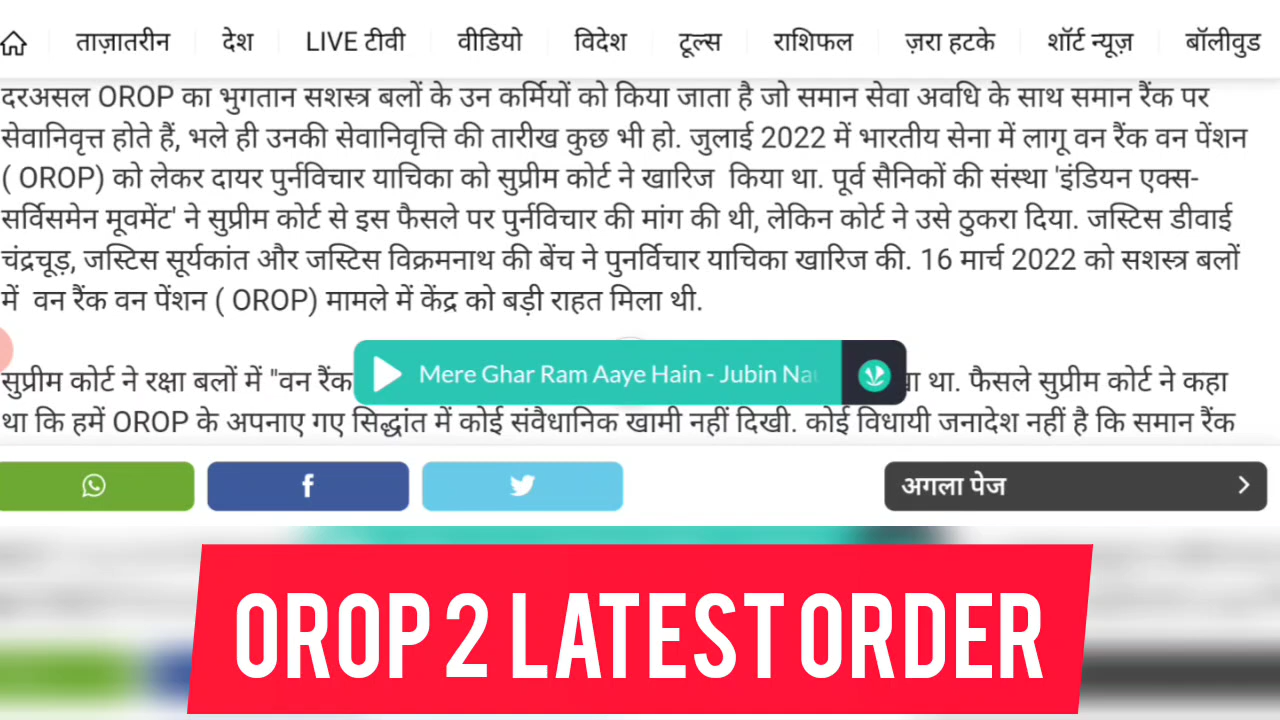 ताज़ातरीन देश LIVE टीवी वीडियो विदेश टूल्स राशिफल ज़रा हटके शॉर्ट न्यूज़ बॉलीवुड
दरअसल OROP का भुगतान सशस्त्र बलों के उन कर्मियों को किया जाता है जो समान सेवा अवधि के साथ समान रैंक पर
सेवानिवृत्त होते हैं, भले ही उनकी सेवानिवृत्ति की तारीख कुछ भी हो. जुलाई 2022 में भारतीय सेना में लागू वन रैंक वन पेंशन
( OROP) को लेकर दायर पुर्नविचार याचिका को सुप्रीम कोर्ट ने खारिज किया था. पूर्व सैनिकों की संस्था 'इंडियन एक्स-
सर्विसमेन मूवमेंट' ने सुप्रीम कोर्ट से इस फैसले पर पुर्नविचार की मांग की थी, लेकिन कोर्ट ने उसे ठुकरा दिया. जस्टिस डीवाई
चंद्रचूड़, जस्टिस सूर्यकांत और जस्टिस विक्रमनाथ की बेंच ने पुनर्विचार याचिका खारिज की. 16 मार्च 2022 को सशस्त्र बलों
में वन रैंक वन पेंशन ( OROP) मामले में केंद्र को बड़ी राहत मिला थी.
Mere Ghar Ram Aaye Hain - Jubin
सुप्रीम कोर्ट ने रक्षा बलों में "वन रैंक था. फैसले सुप्रीम कोर्ट ने कहा
था कि हमें OROP के अपनाए गए सिद्धांत में कोई संवैधानिक खामी नहीं दिखी. कोई विधायी जनादेश नहीं है कि समान रैंक
अगला पेज
OROP 2 LATEST ORDER